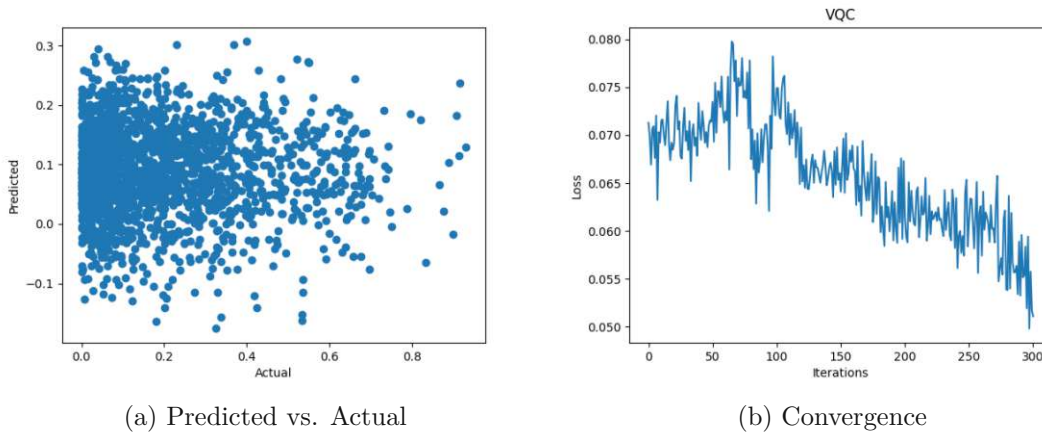 VQC
0.3
0.2
0.1
0.0
−0.1
Predicted
0.0 0.2 0.4 0.6 0.8
Actual
0.080
0.075
0.070
0.065
0.060
0.055
0.050
Loss
0 50 100 150 200 250 300
Iterations
(a) Predicted vs. Actual
(b) Convergence